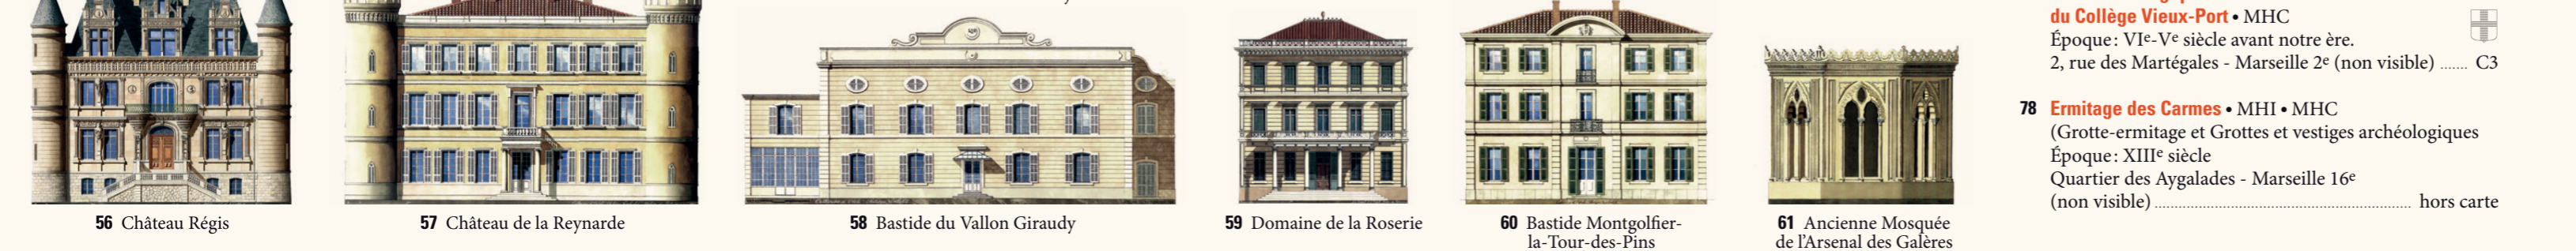 56 Château Régis
57 Château de la Reynarde
58 Bastide du Vallon Giraudy
59 Domaine de la Roserie
60 Bastide Montgolfier-
la-Tour-des-Pins
61 Ancienne Mosquée
de l'Arsenal des Galères
du Collège Vieux-Port • MHC
Époque : VIe-Ve siècle avant notre ère.
2, rue des Martégales - Marseille 2e (non visible) ....... C3
78 Ermitage des Carmes • MHI • MHC
(Grotte-ermitage et Grottes et vestiges archéologiques
Époque : XIIIe siècle
Quartier des Aygalades - Marseille 16e
(non visible) ................................................................ hors carte